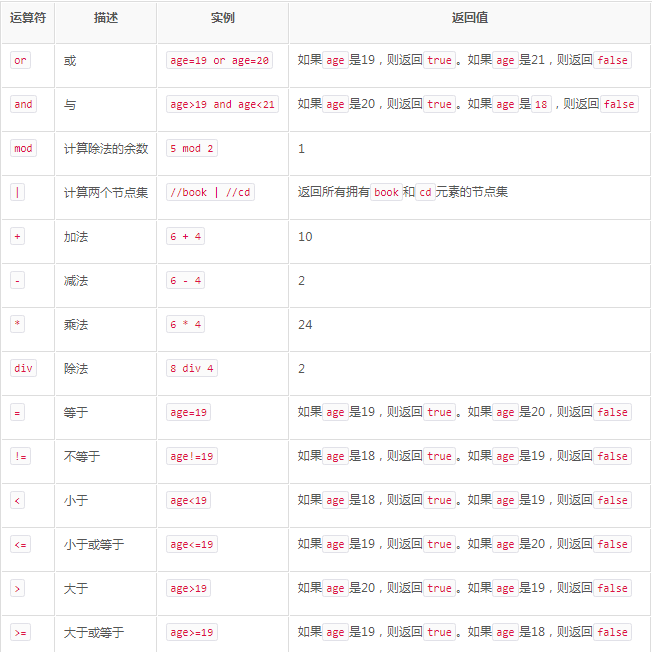 运算符 描述 实例 返回值
or 或 age=19 or age=20 如果age是19，则返回true。如果age是21，则返回false
and 与 age>19 and age<21 如果age是20，则返回true。如果age是18，则返回false
mod 计算除法的余数 5 mod 2 1
| 计算两个节点集 //book | //cd 返回所有拥有book和cd元素的节点集
+ 加法 6 + 4 10
- 减法 6 - 4 2
* 乘法 6 * 4 24
div 除法 8 div 4 2
= 等于 age=19 如果age是19，则返回true。如果age是20，则返回false
!= 不等于 age!=19 如果age是18，则返回true。如果age是19，则返回false
< 小于 age<19 如果age是18，则返回true。如果age是19，则返回false
<= 小于或等于 age<=19 如果age是19，则返回true。如果age是20，则返回false
> 大于 age>19 如果age是20，则返回true。如果age是19，则返回false
>= 大于或等于 age>=19 如果age是19，则返回true。如果age是18，则返回false